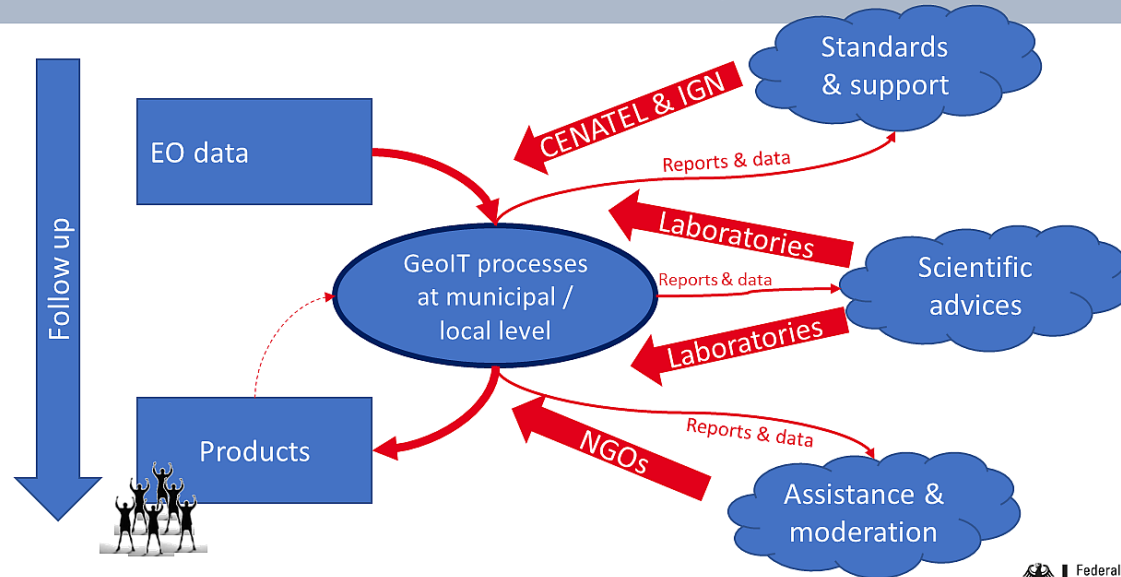 Standards
& support
CENATEL & IGN
EO data
Reports & data
Follow up
Laboratories
GeoIT processes
at municipal /
local level
Reports & data
Scientific
advices
Laboratories
Products
Reports & data
NGOs
Assistance &
moderation
Federal